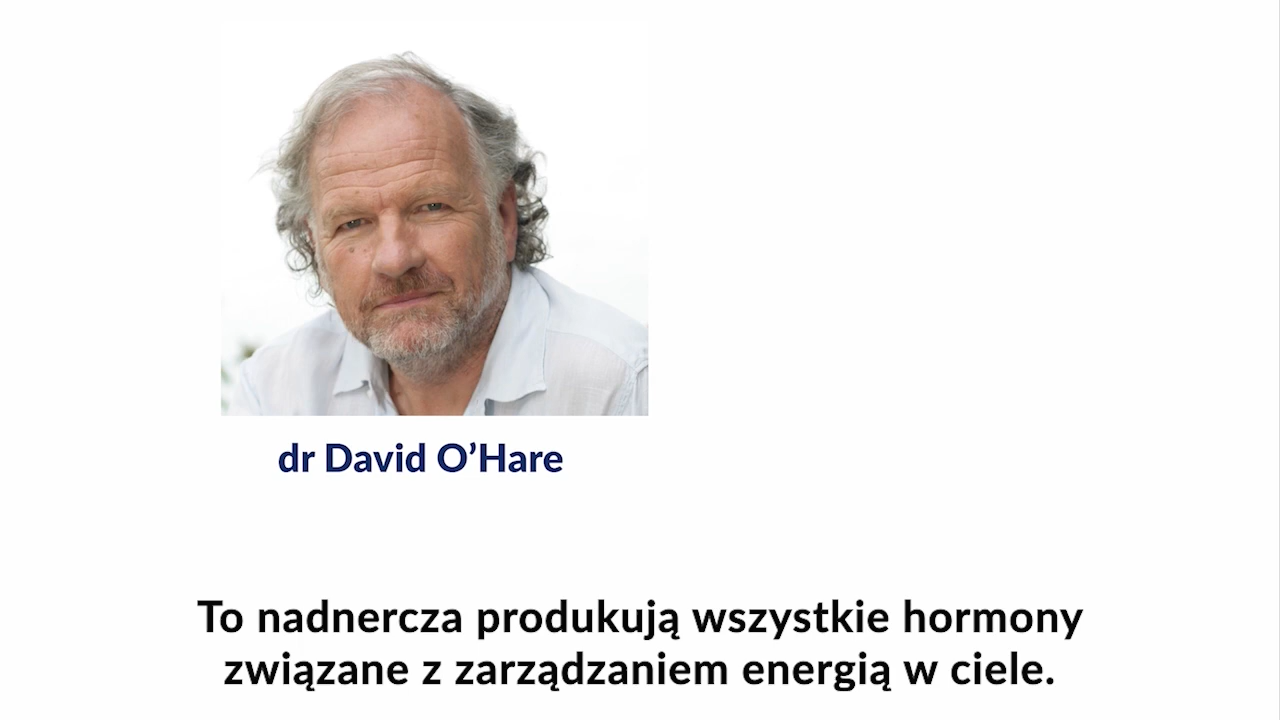 dr David O’Hare
To nadnercza produkują wszystkie hormony
związane z zarządzaniem energią w ciele.